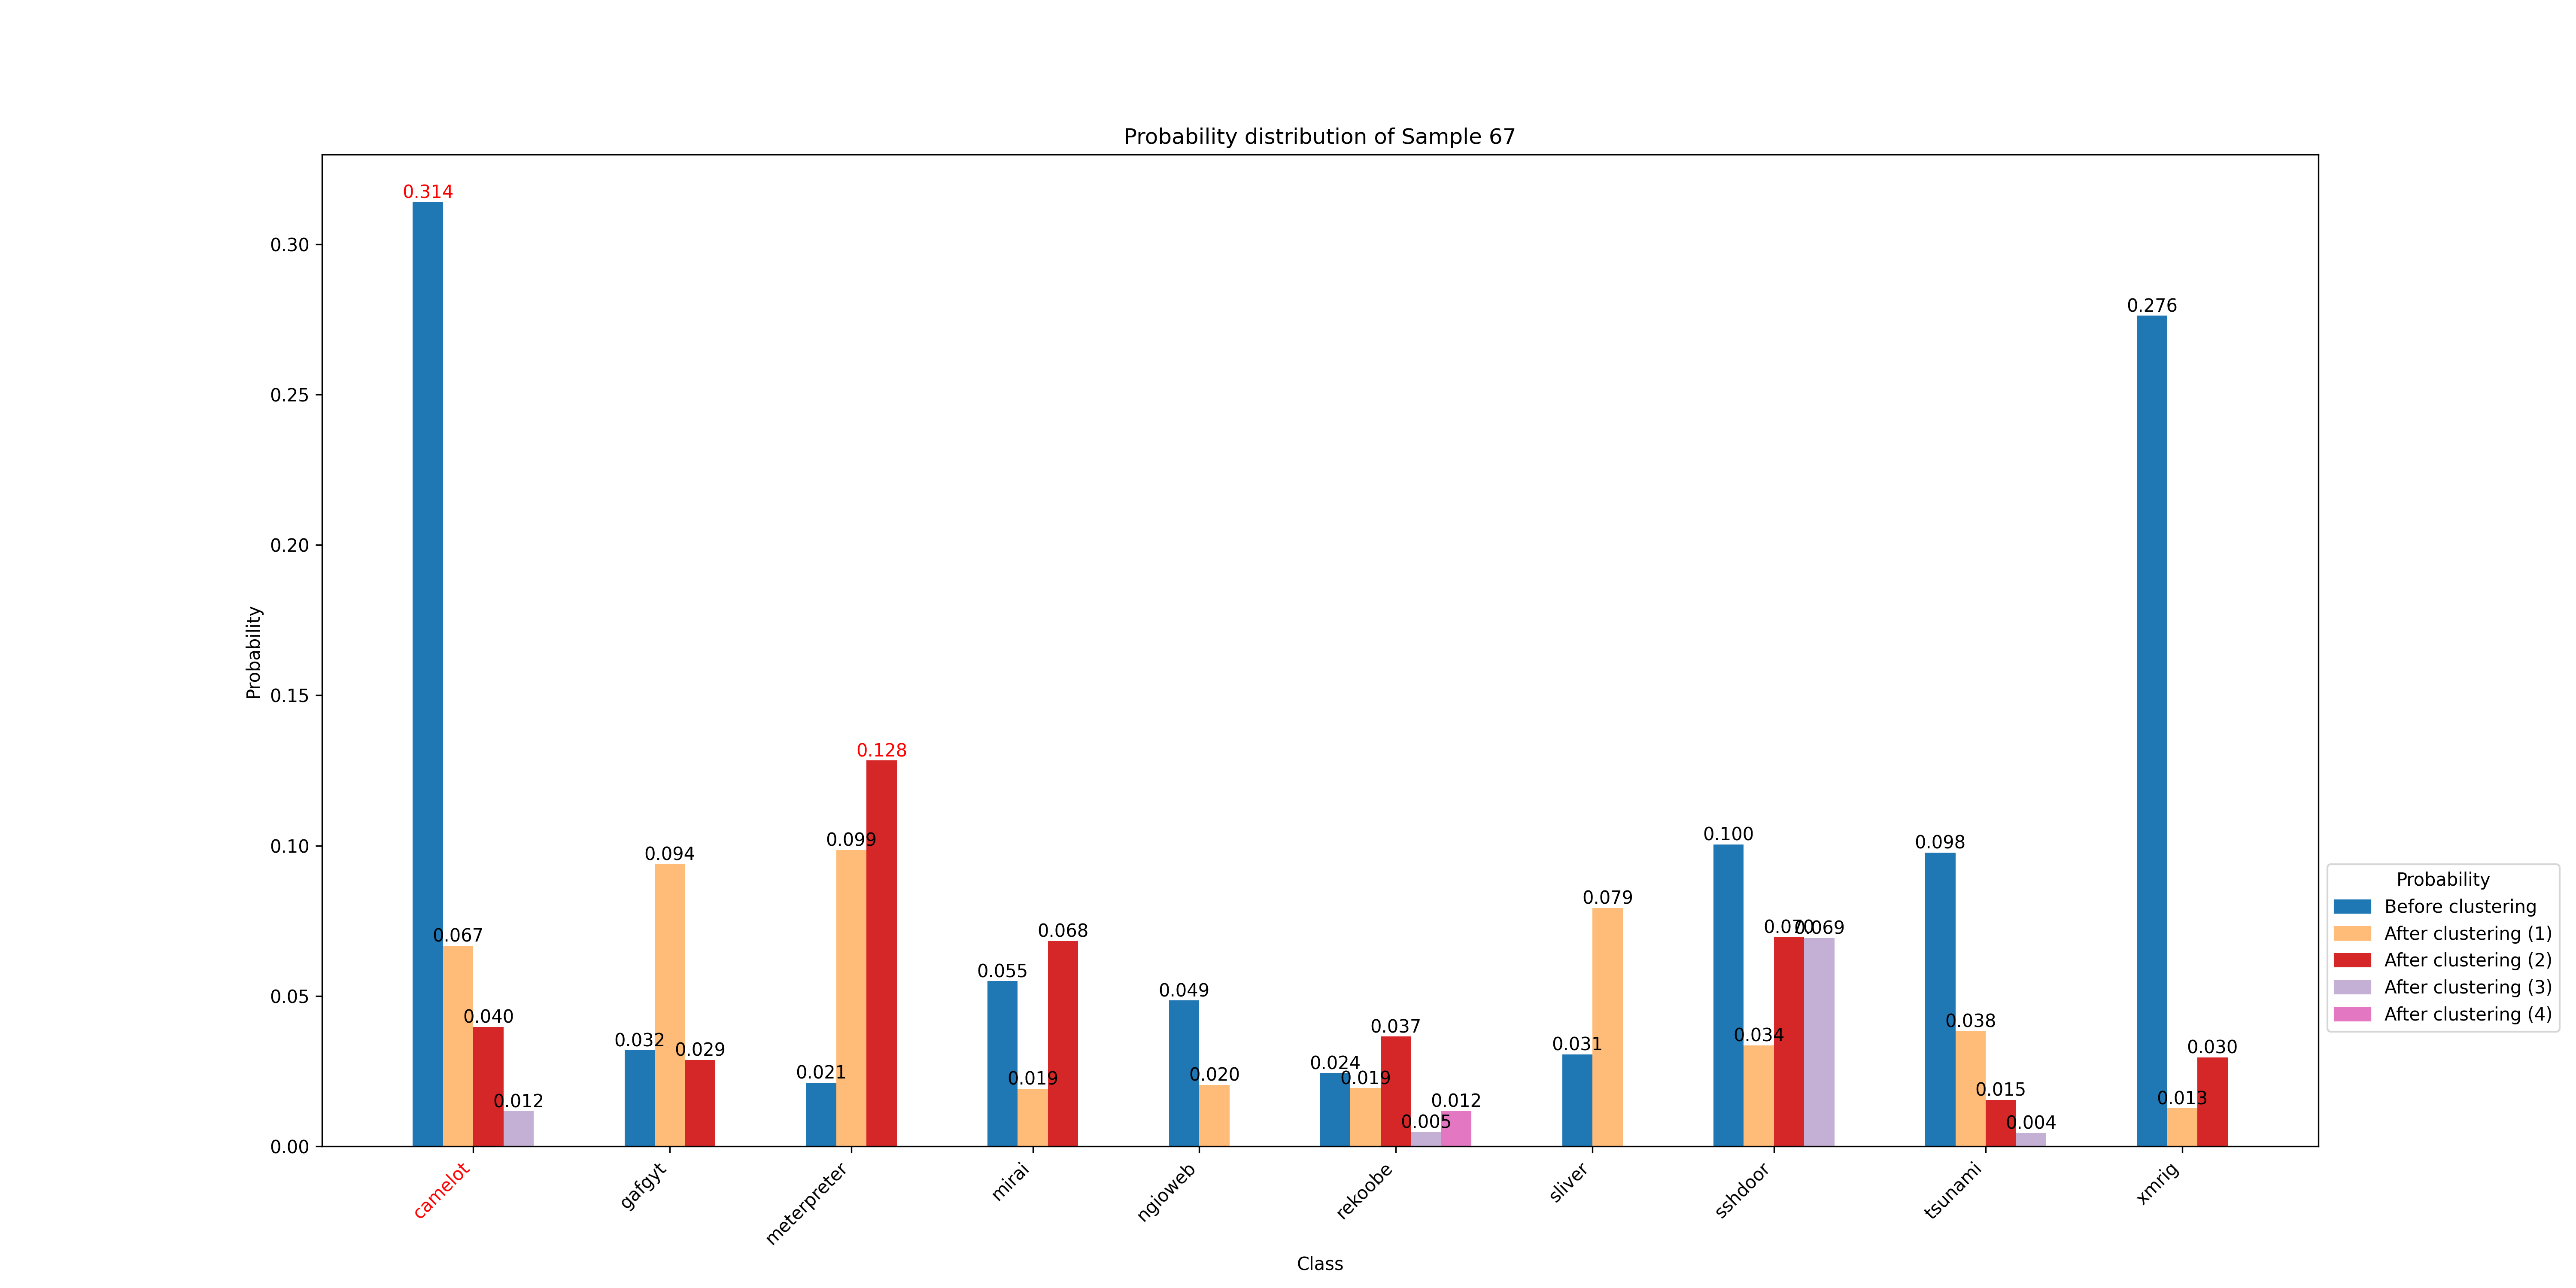 Probability distribution of Sample 67
Probability
0.30
0.25
0.20
0.15
0.10
0.05
0.00
0.314
0.067
0.040
0.012
0.032
0.094
0.029
0.021
0.099
0.128
0.055
0.019
0.068
0.049
0.020
0.024
0.019
0.037
0.005
0.012
0.031
0.079
0.100
0.034
0.070
0.069
0.098
0.038
0.015
0.004
0.276
0.013
0.030
camelot
gafgyt
meterpreter
mirai
ngioweb
rekoobe
sliver
sshdoor
tsunami
xmrig
Class
Probability
Before clustering
After clustering (1)
After clustering (2)
After clustering (3)
After clustering (4)